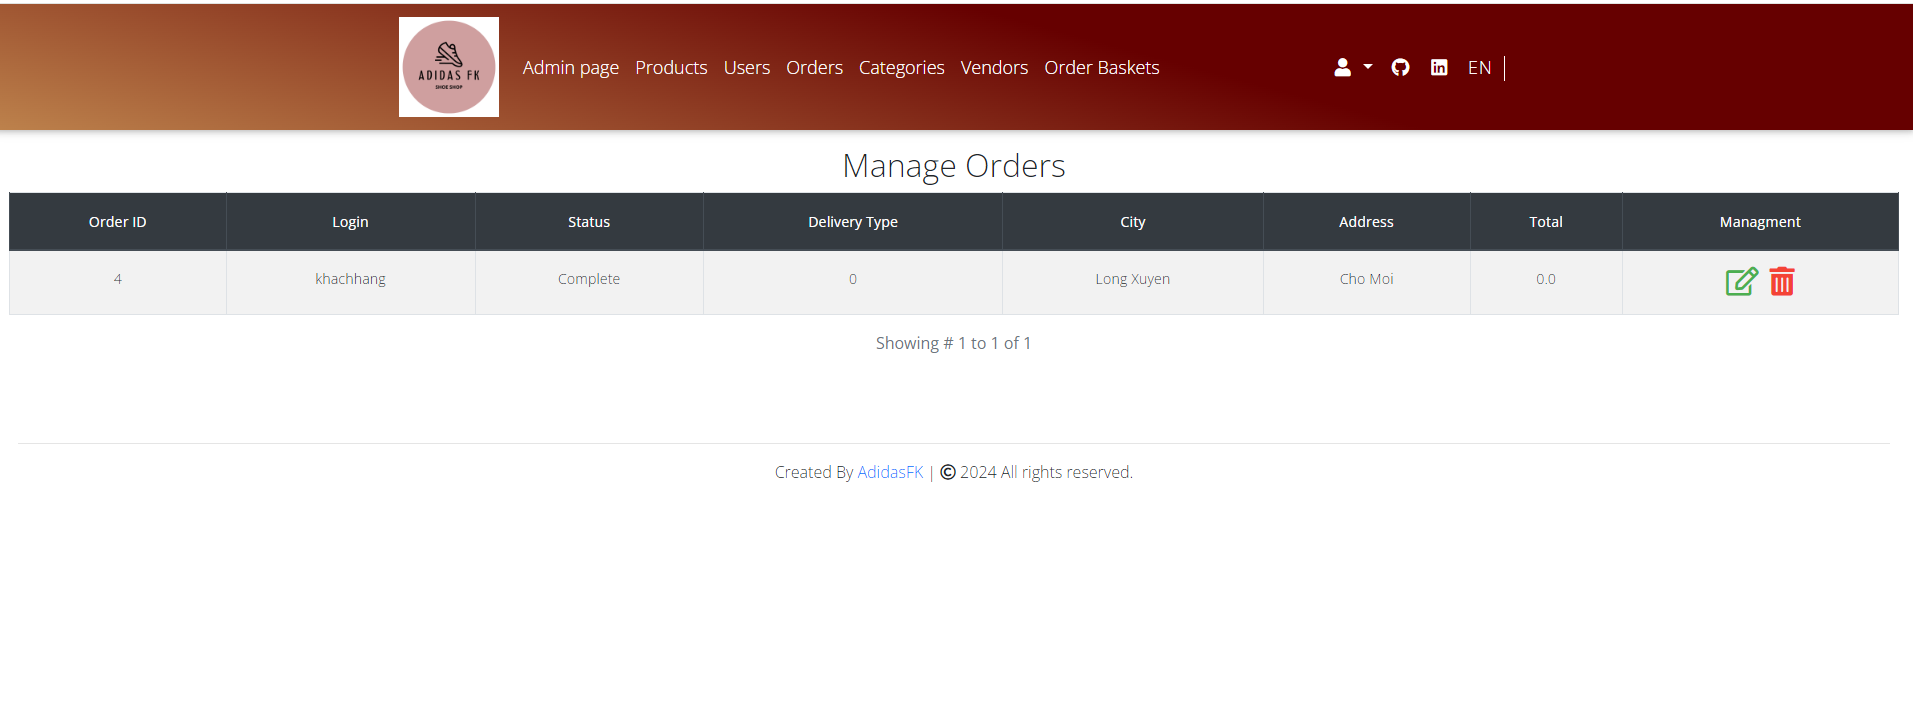 ADIDAS FK
SHOE SHOP
Admin page Products Users Orders Categories Vendors Order Baskets EN
Manage Orders
Order ID Login Status Delivery Type City Address Total Managment
4 khachhang Complete 0 Long Xuyen Cho Moi 0.0
Showing # 1 to 1 of 1
Created By AdidasFK | © 2024 All rights reserved.